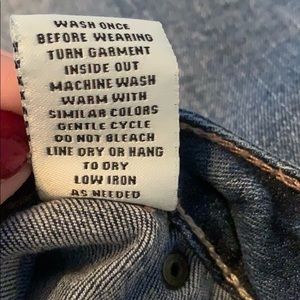 WASH ONCE
BEFORE WEARING
TURN GARMENT
INSIDE OUT
MACHINE WASH
WARM WITH
SIMILAR COLORS
GENTLE CYCLE
DO NOT BLEACH
LINE DRY OR HANG
TO DRY
LOW IRON
AS NEEDED